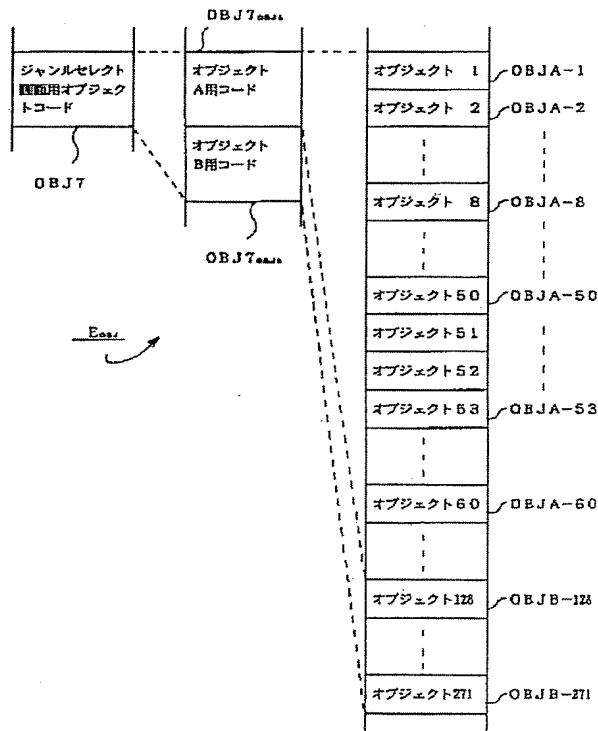 OBJ7OBJA
ジャンルセレクト
画面用オブジェク
トコード
OBJ7
オブジェクト
A用コード
オブジェクト
B用コード
OBJ7OBJB
EOBJ
オブジェクト 1
OBJA-1
オブジェクト 2
OBJA-2
オブジェクト 8
OBJA-8
オブジェクト50
OBJA-50
オブジェクト51
オブジェクト52
オブジェクト53
OBJA-53
オブジェクト60
OBJA-60
オブジェクト128
OBJB-128
オブジェクト271
OBJB-271